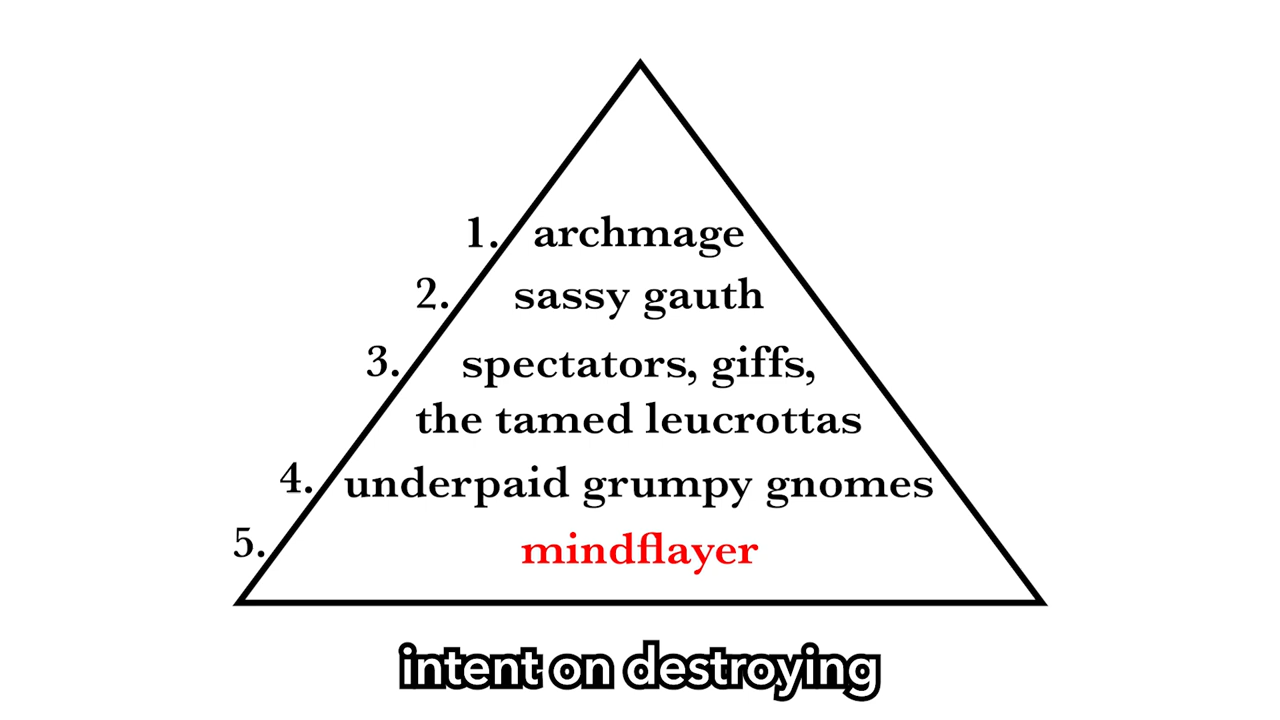 1. archmage
2. sassy gauth
3. spectators, giffs,
the tamed leucrottas
4. underpaid grumpy gnomes
5. mindflayer
intent on destroying